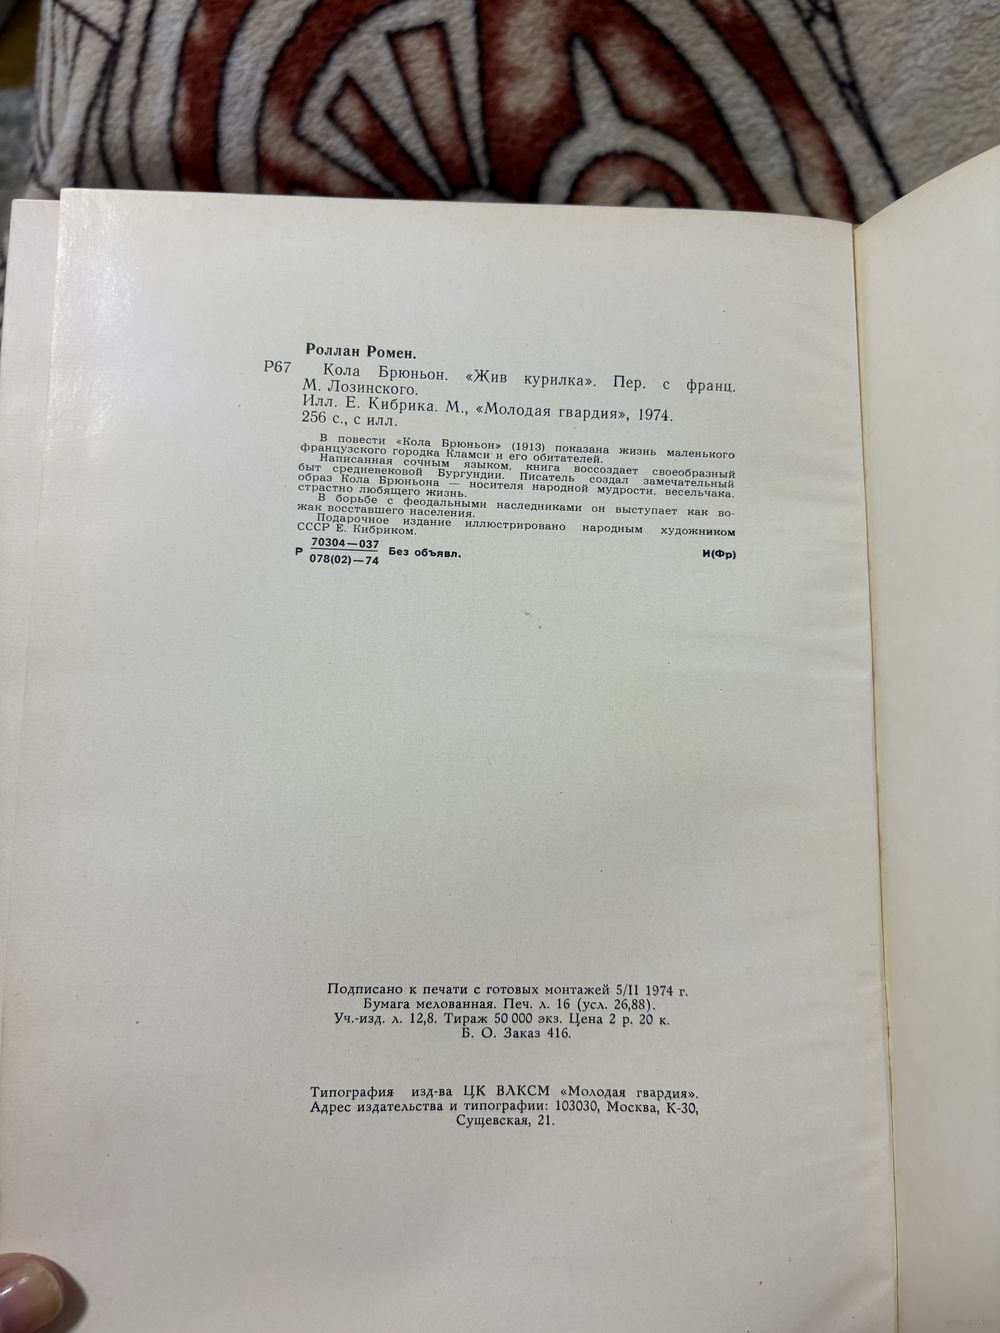 Роллан Ромен.
Р67
Кола Брюньон. «Жив курилка». Пер. с франц.
М. Лозинского.
Илл. Е. Кибрика. М., «Молодая гвардия», 1974.
256 с., с илл.
В повести «Кола Брюньон» (1913) показана жизнь маленького
французского городка Кламси и его обитателей.
Написанная сочным языком, книга воссоздает своеобразный
быт средневековой Бургундии. Писатель создал замечательный
образ Кола Брюньона — носителя народной мудрости, весельчака,
страстно любящего жизнь.
В борьбе с феодальными наследниками он выступает как во-
жак восставшего населения.
Подарочное издание иллюстрировано народным художником
СССР Е. Кибриком.
70304—037
Р Без объявл. И(Фр)
078(02)—74
Подписано к печати с готовых монтажей 5/II 1974 г.
Бумага мелованная. Печ. л. 16 (усл. 26,88).
Уч.-изд. л. 12,8. Тираж 50 000 экз. Цена 2 р. 20 к.
Б. О. Заказ 416.
Типография изд-ва ЦК ВЛКСМ «Молодая гвардия».
Адрес издательства и типографии: 103030, Москва, К-30,
Сущевская, 21.
www.ay.by